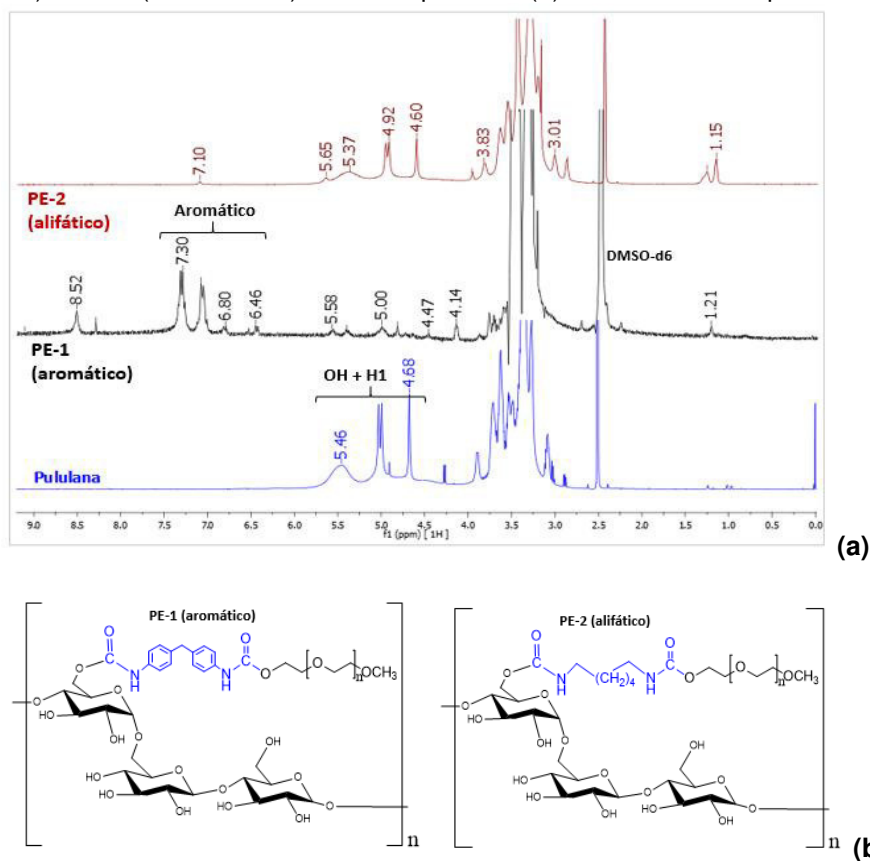 7.10
5.65
5.37
4.92
4.60
3.83
3.01
1.15
PE-2
(alifático)
Aromático
8.52
7.30
6.80
6.46
5.58
5.00
4.47
4.14
DMSO-d6
1.21
PE-1
(aromático)
OH + H1
5.46
4.68
Pululana
9.0 8.5 8.0 7.5 7.0 6.5 6.0 5.5 5.0 4.5 4.0 3.5 3.0 2.5 2.0 1.5 1.0 0.5 0.0
f1 (ppm) [ 1H ]
(a)
PE-1 (aromático)
O
O
C
N
H
N
H
C
O
O
O
n
OCH3
O
O
HO
OH
O
O
HO
OH
O
OH
O
HO
OH
O
n
PE-2 (alifático)
O
O
C
N
H
(CH2)4
N
H
C
O
O
O
n
OCH3
O
O
HO
OH
O
O
HO
OH
O
OH
O
HO
OH
O
n
(b